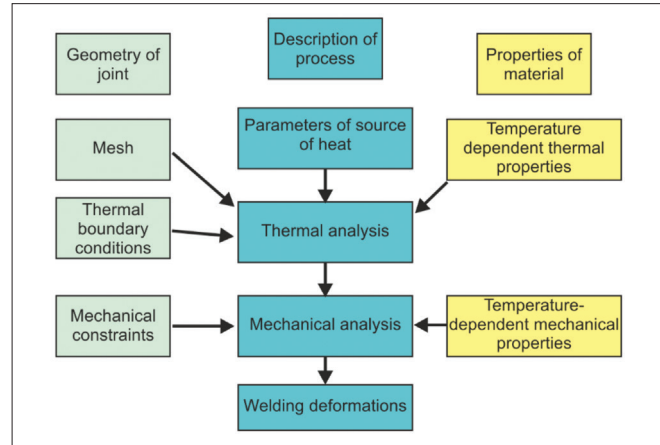 Geometry of
joint
Description of
process
Properties of
material
Mesh
Parameters of source
of heat
Temperature
dependent thermal
properties
Thermal
boundary
conditions
Thermal analysis
Mechanical
constraints
Mechanical analysis
Temperature-
dependent mechanical
properties
Welding deformations